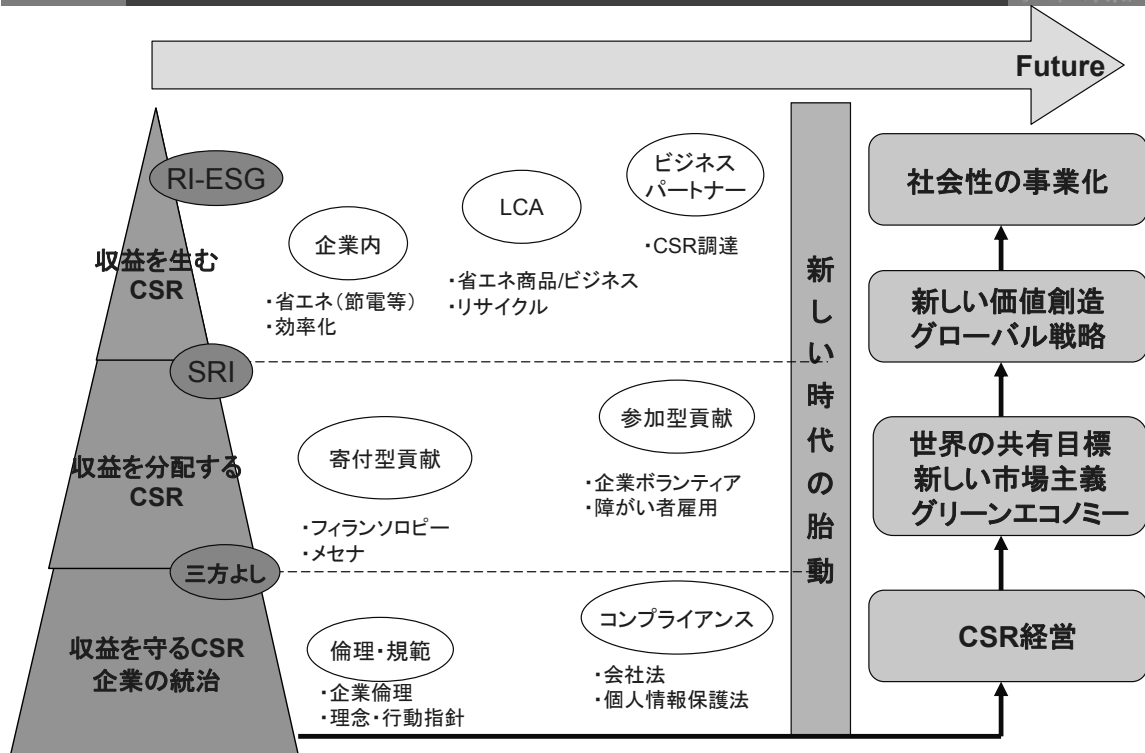 Future
RI-ESG
収益を生む
CSR
企業内
・省エネ(節電等)
・効率化
LCA
・省エネ商品/ビジネス
・リサイクル
ビジネス
パートナー
・CSR調達
SRI
収益を分配する
CSR
寄付型貢献
・フィランソロピー
・メセナ
参加型貢献
・企業ボランティア
・障がい者雇用
三方よし
収益を守るCSR
企業の統治
倫理・規範
・企業倫理
・理念・行動指針
コンプライアンス
・会社法
・個人情報保護法
新しい時代の胎動
社会性の事業化
新しい価値創造
グローバル戦略
世界の共有目標
新しい市場主義
グリーンエコノミー
CSR経営